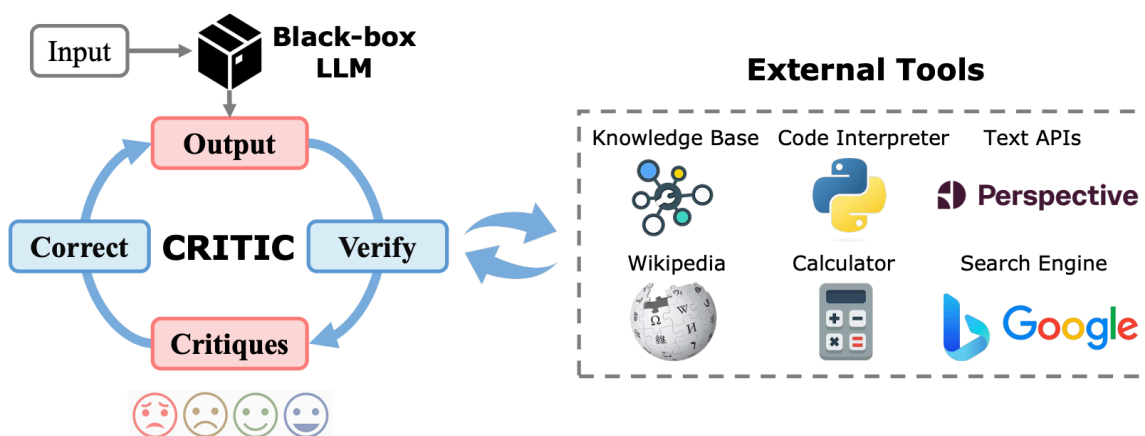 Input
Black-box
LLM
Output
Correct
CRITIC
Verify
Critiques
External Tools
Knowledge Base
Code Interpreter
Text APIs
Perspective
Wikipedia
Calculator
Search Engine
Google